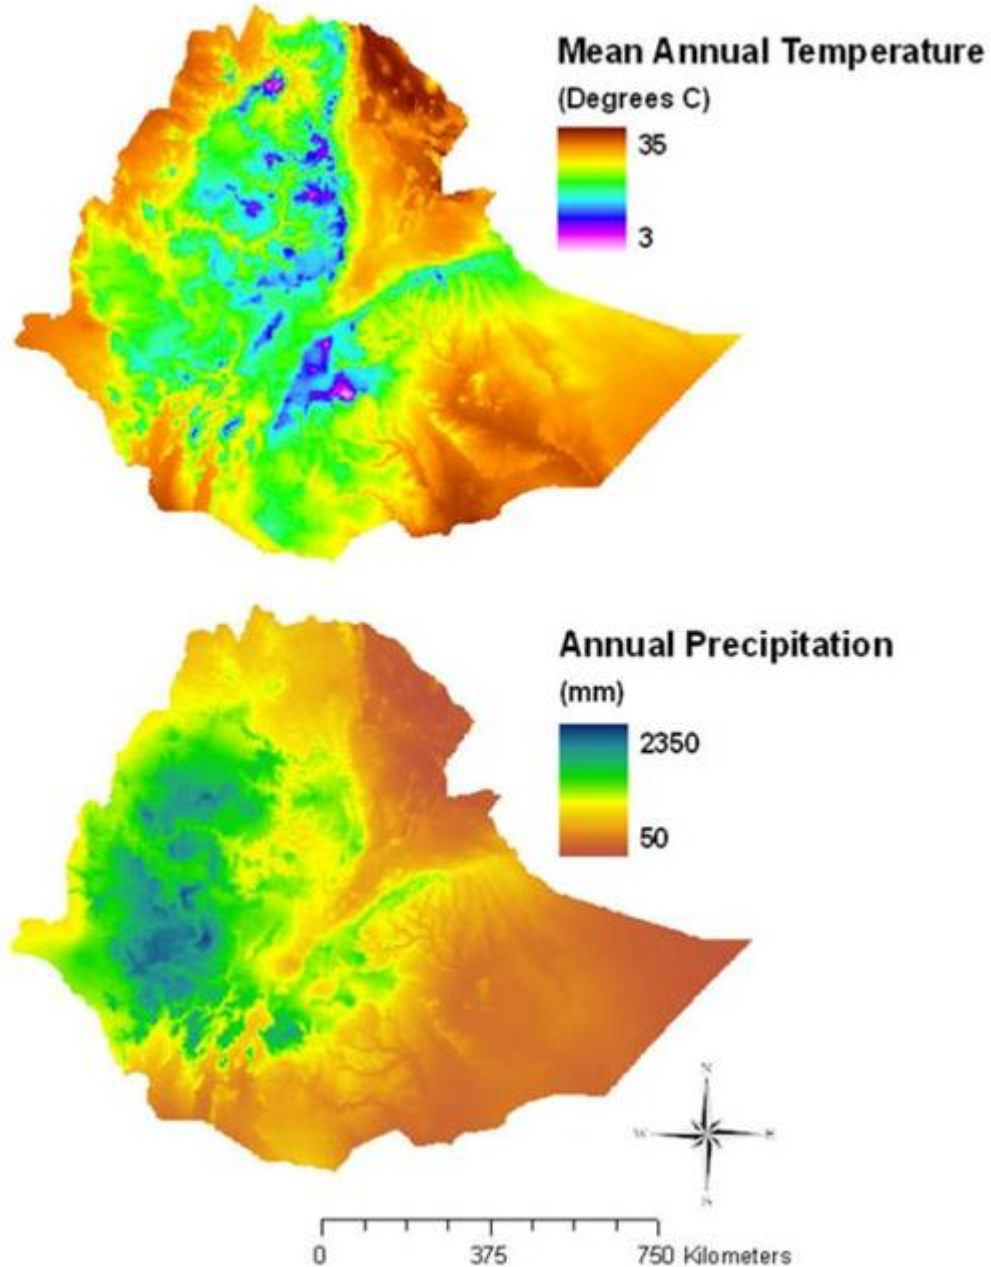 Mean Annual Temperature
(Degrees C)
35
3
Annual Precipitation
(mm)
2350
50
N
W E
S
0 375 750 Kilometers